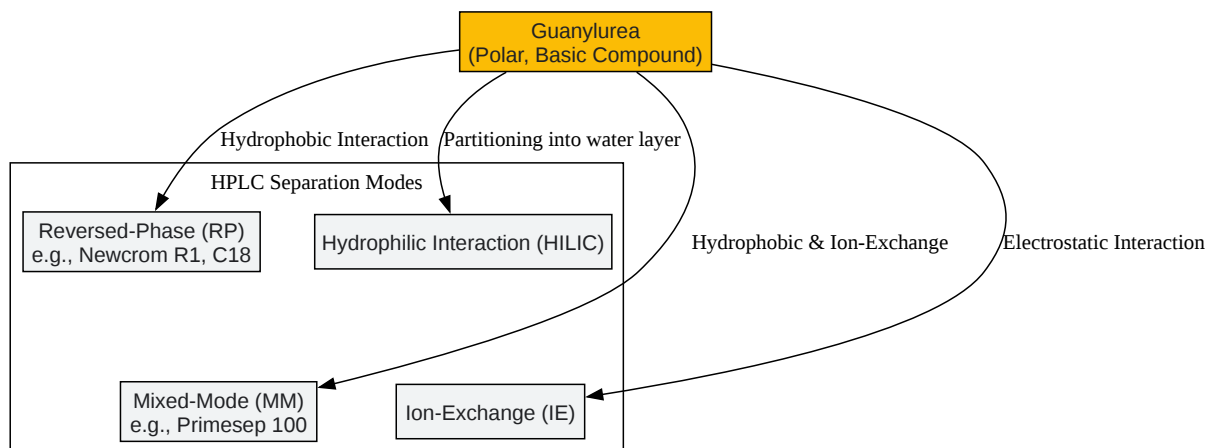 Guanylurea
(Polar, Basic Compound)
Hydrophobic Interaction
Partitioning into water layer
HPLC Separation Modes
Reversed-Phase (RP)
e.g., Newcrom R1, C18
Hydrophilic Interaction (HILIC)
Hydrophobic & Ion-Exchange
Electrostatic Interaction
Mixed-Mode (MM)
e.g., Primesep 100
Ion-Exchange (IE)